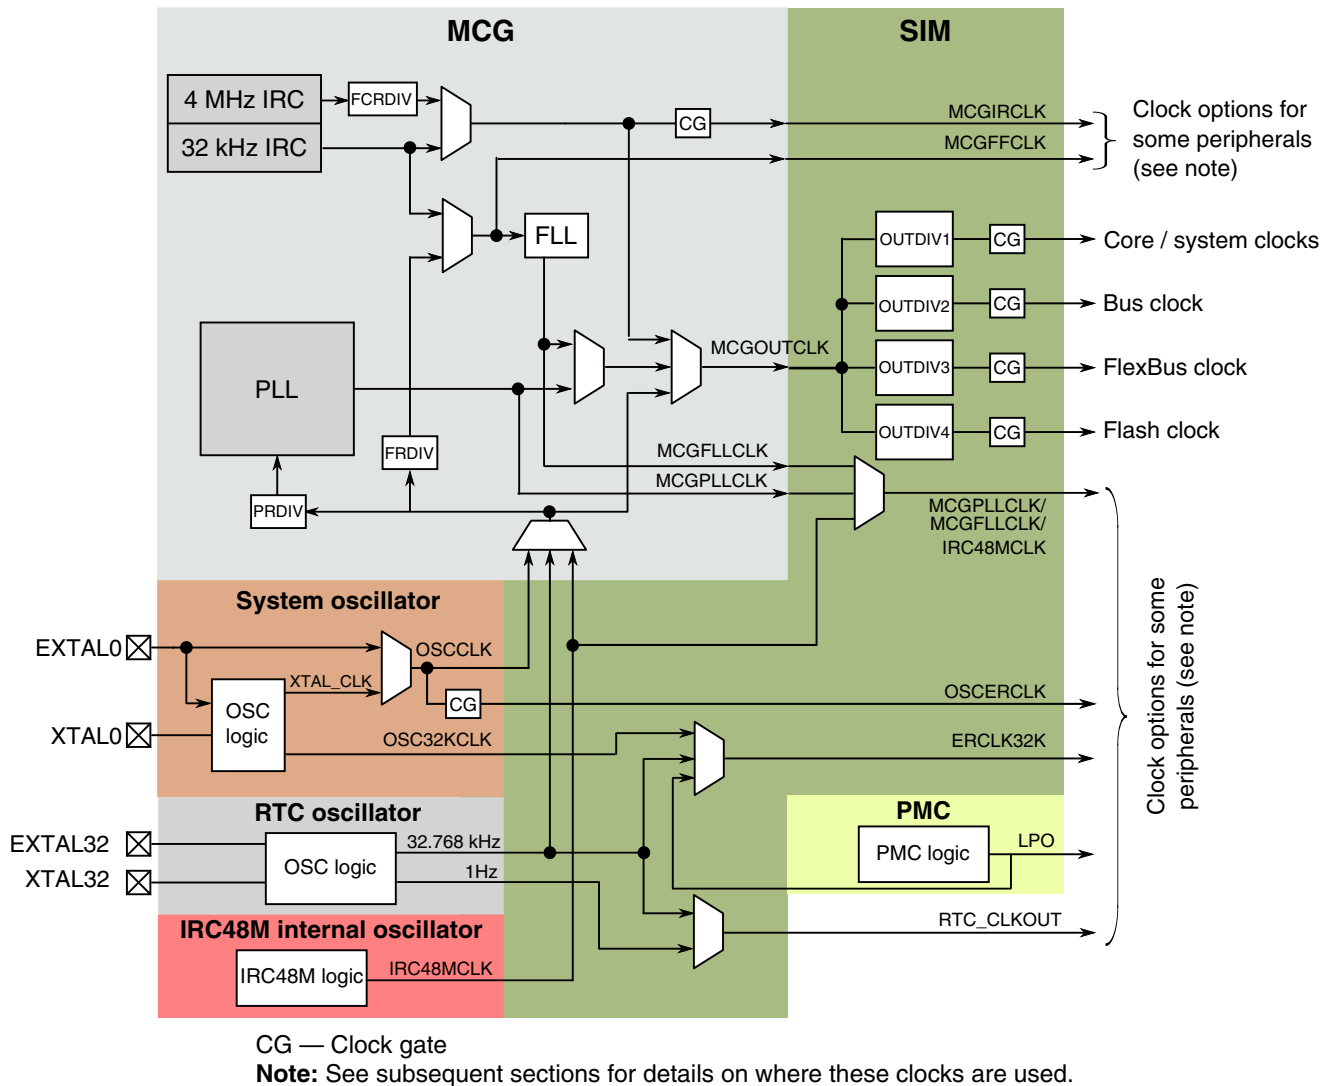 MCG
SIM
4 MHz IRC
FCRDIV
32 kHz IRC
CG
MCGIRCLK
MCGFFCLK
Clock options for
some peripherals
(see note)
FLL
OUTDIV1
CG
Core / system clocks
OUTDIV2
CG
Bus clock
MCGOUTCLK
OUTDIV3
CG
FlexBus clock
PLL
OUTDIV4
CG
Flash clock
FRDIV
MCGFLLCLK
MCGPLLCLK
PRDIV
MCGPLLCLK/
MCGFLLCLK/
IRC48MCLK
System oscillator
EXTAL0
OSCCLK
XTAL_CLK
OSC
logic
CG
OSCERCLK
XTAL0
OSC32KCLK
ERCLK32K
Clock options for some
peripherals (see note)
RTC oscillator
PMC
EXTAL32
32.768 kHz
OSC logic
PMC logic
LPO
XTAL32
1Hz
RTC_CLKOUT
IRC48M internal oscillator
IRC48M logic
IRC48MCLK
CG — Clock gate
Note: See subsequent sections for details on where these clocks are used.